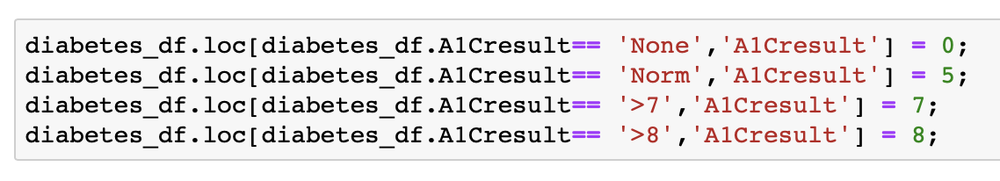 diabetes_df.loc[diabetes_df.A1Cresult== 'None','A1Cresult'] = 0;
diabetes_df.loc[diabetes_df.A1Cresult== 'Norm','A1Cresult'] = 5;
diabetes_df.loc[diabetes_df.A1Cresult== '>7','A1Cresult'] = 7;
diabetes_df.loc[diabetes_df.A1Cresult== '>8','A1Cresult'] = 8;